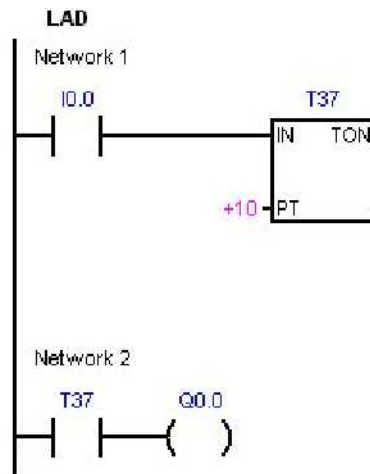 LAD
Network 1
I0.0
T37
IN TON
+10 PT
Network 2
T37 Q0.0